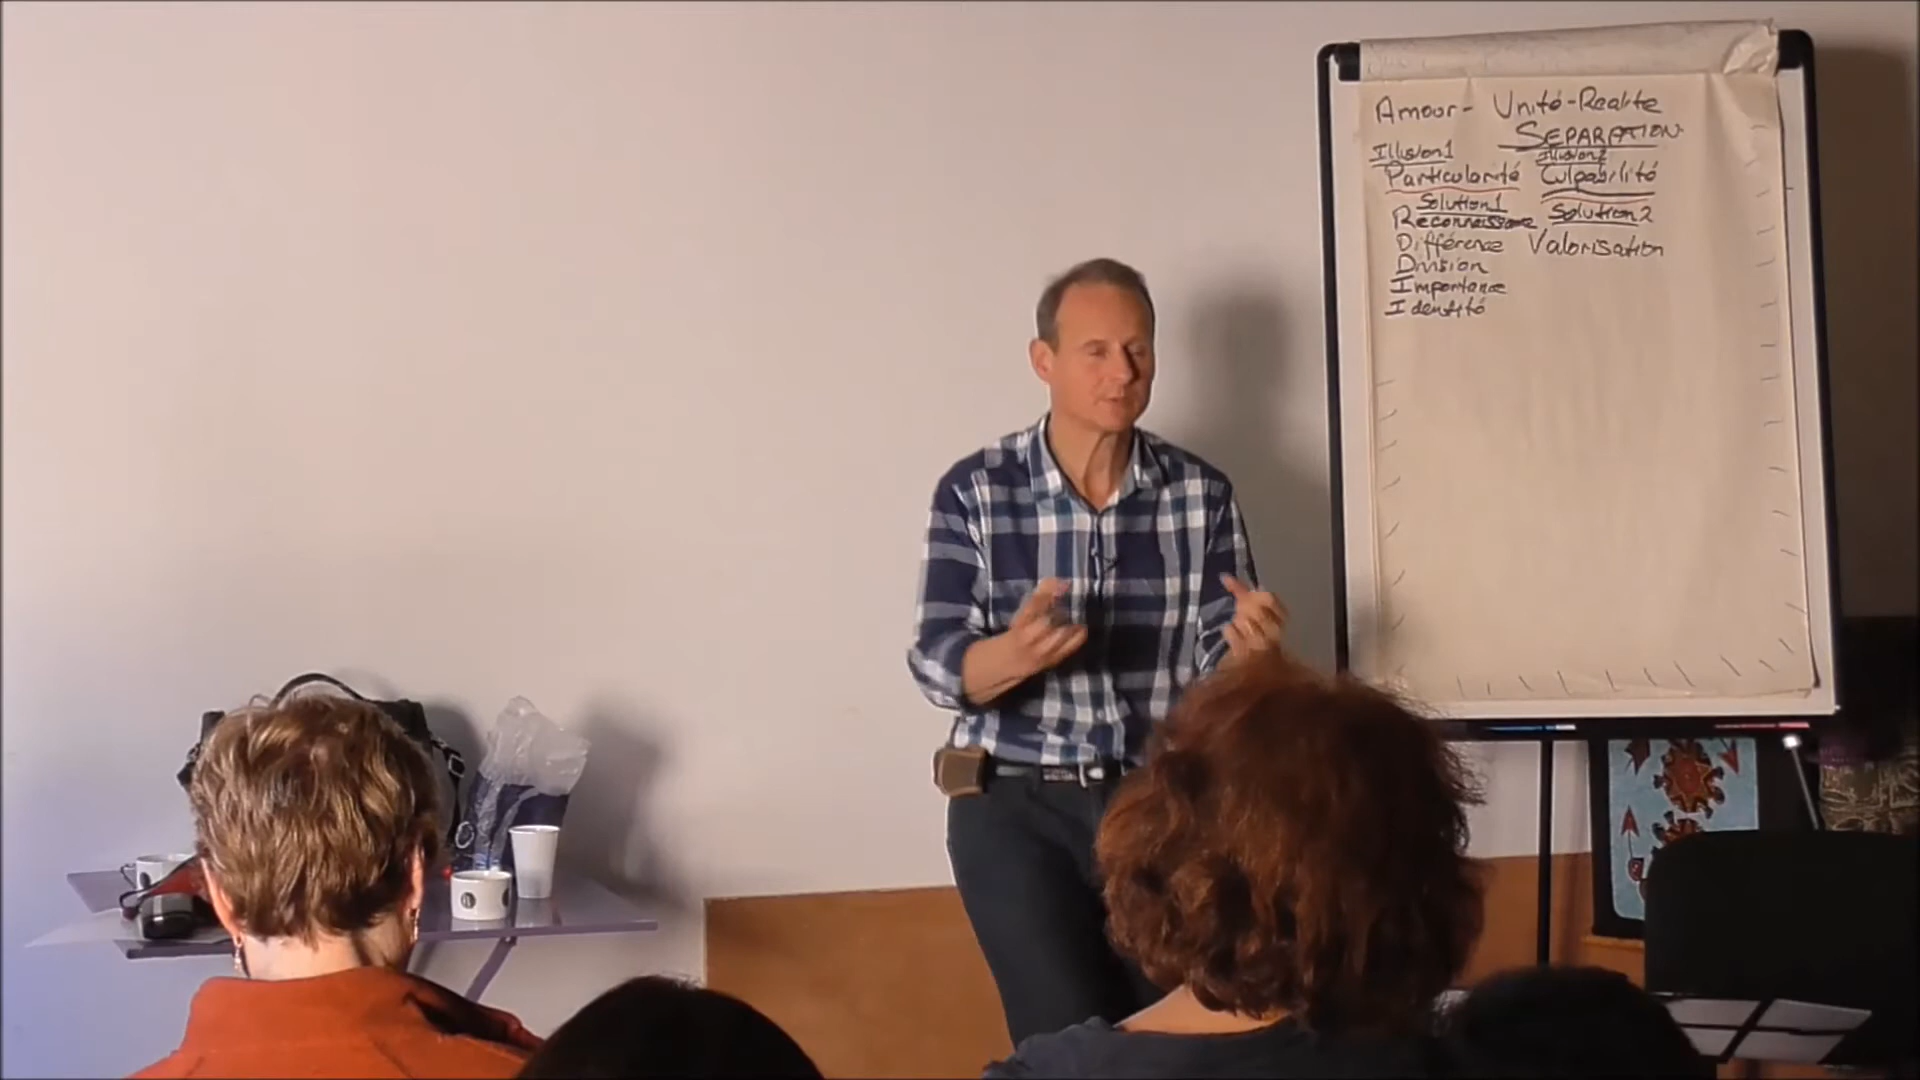 Amour - Unité - Realite
SEPARATION
Illusion1 Illusion2
Particularité Culpabilité
Solution1 Solution2
Reconnaissance
Différence Valorisation
Division
Importance
Identité